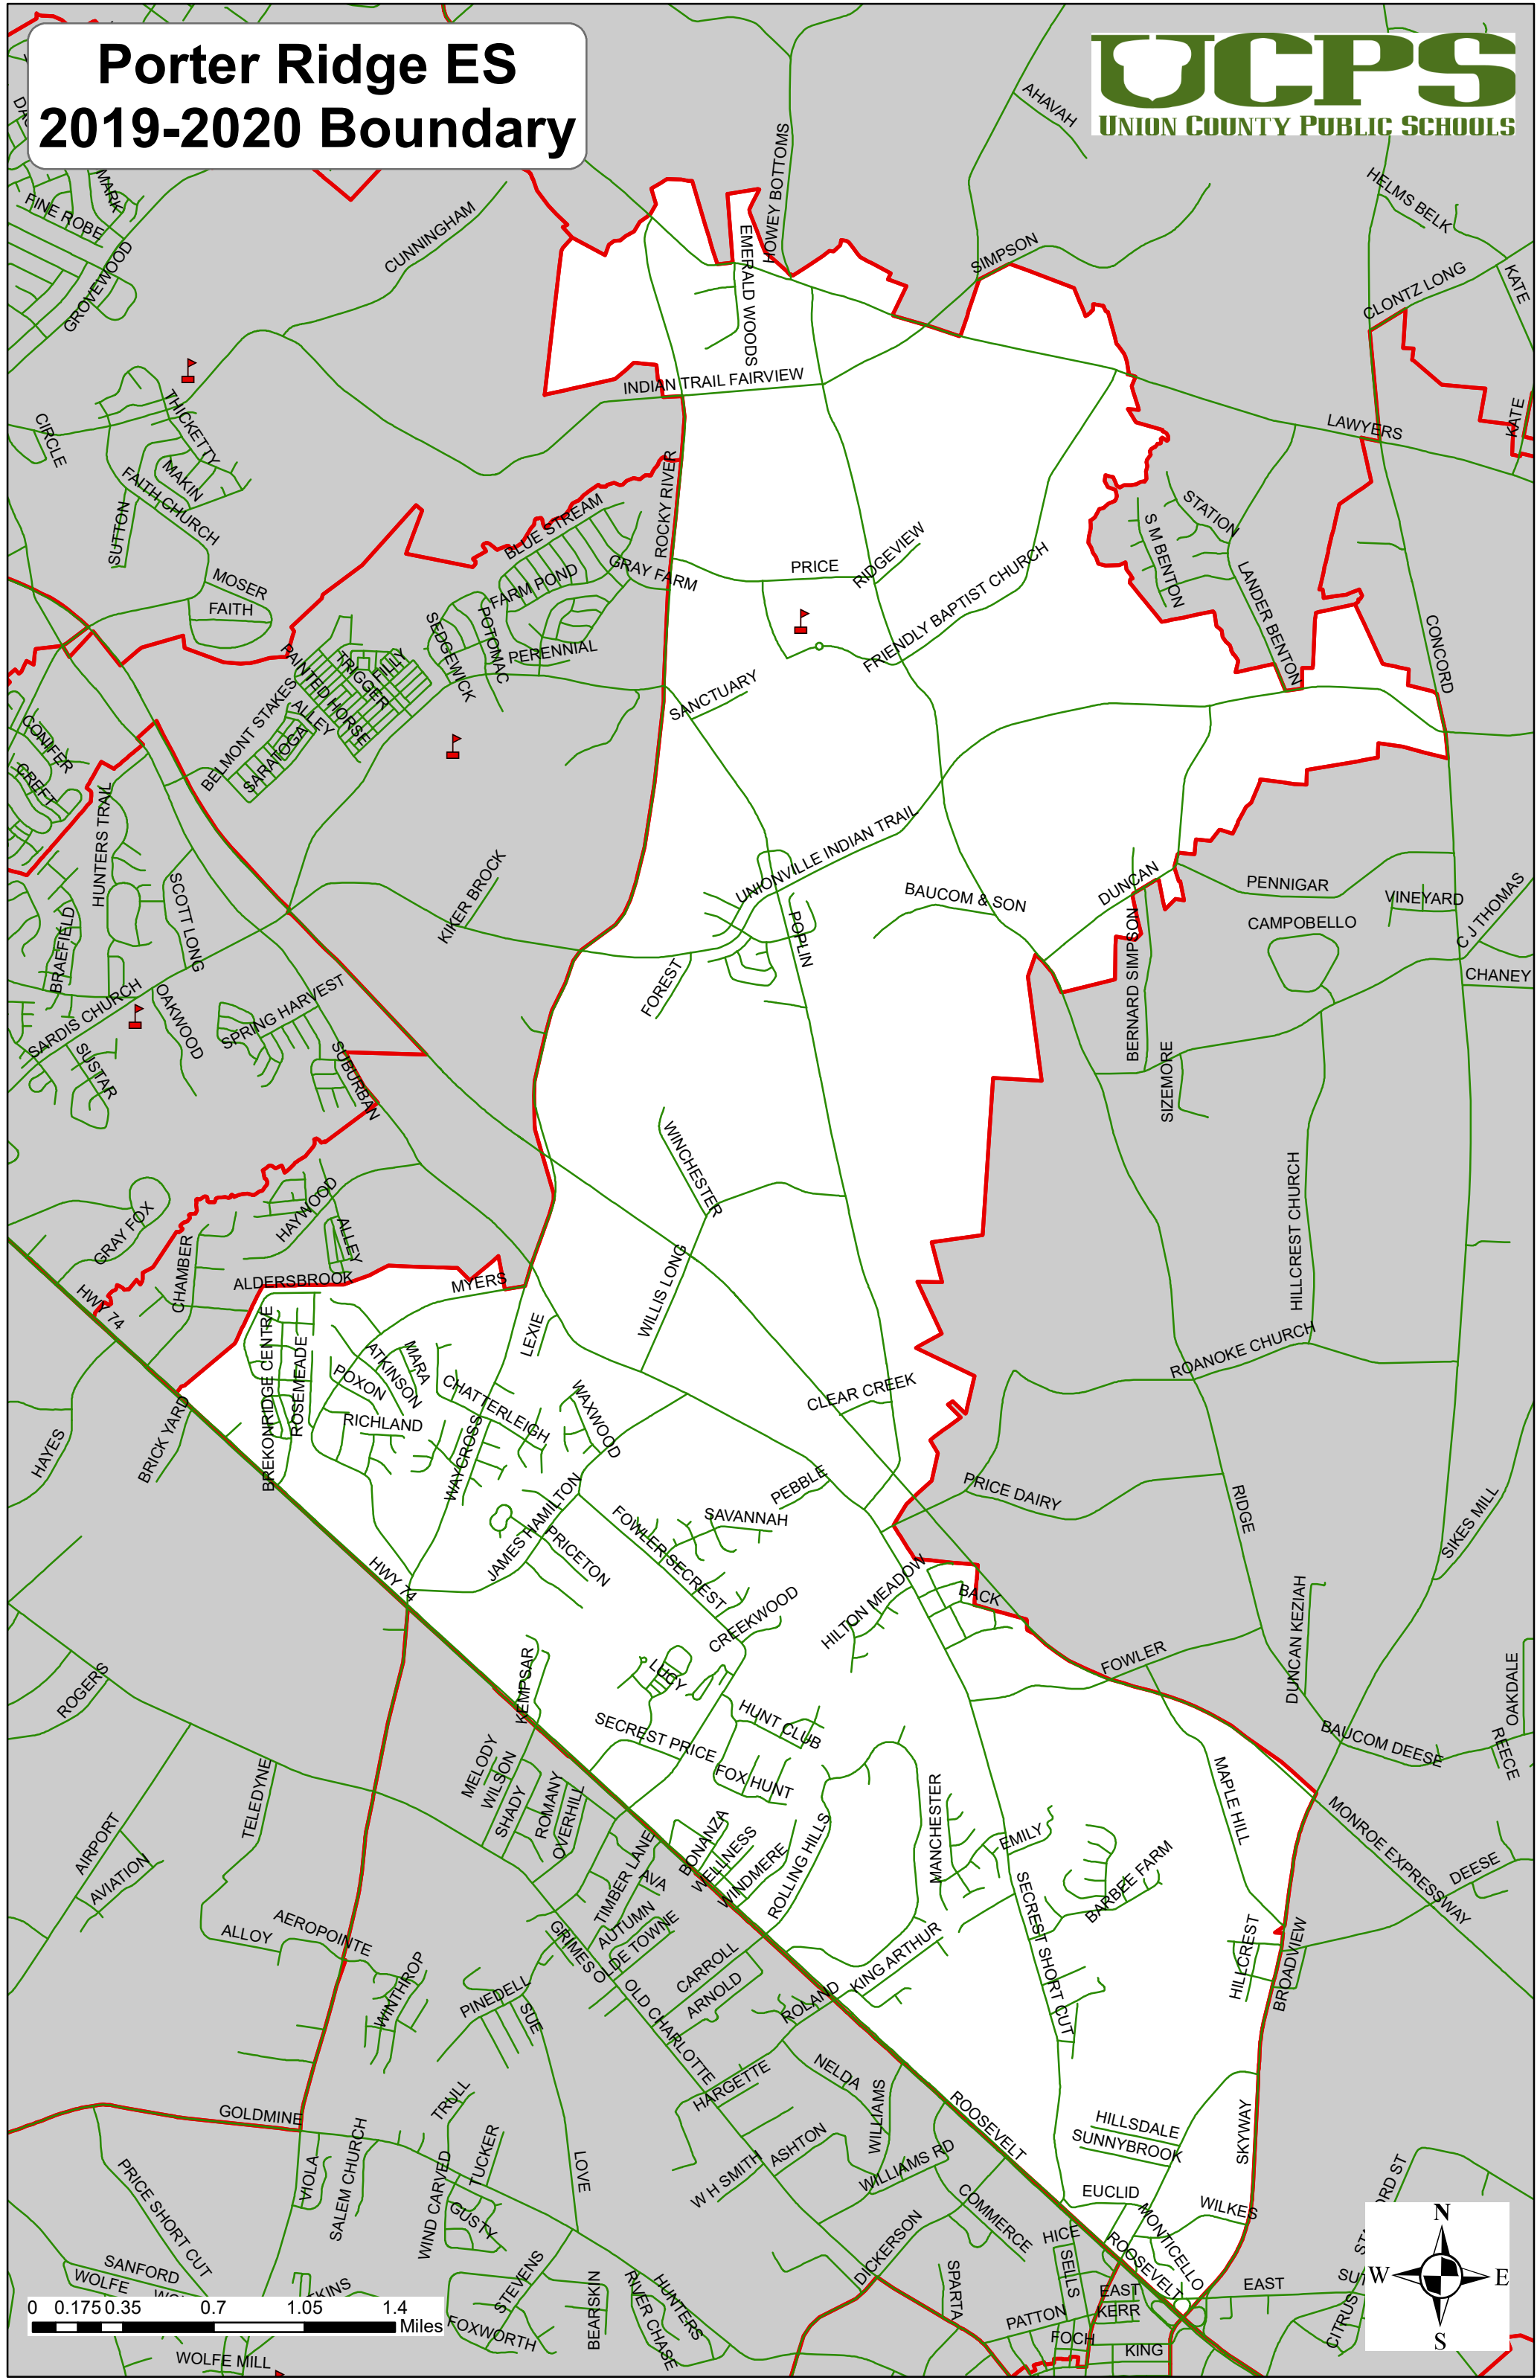 Porter Ridge ES
2019-2020 Boundary
UCPS
UNION COUNTY PUBLIC SCHOOLS
AHAVAH
HELMS BELK
MARK
FINE ROBE
GROVEWOOD
CUNNINGHAM
HOWEY BOTTOMS
EMERALD WOODS
SIMPSON
CLONTZ LONG
KATE
INDIAN TRAIL FAIRVIEW
LAWYERS
KATE
CIRCLE
THICKETTY
MAKIN
FAITH CHURCH
SUTTON
MOSER
FAITH
BLUE STREAM
ROCKY RIVER
FARM POND
GRAY FARM
PRICE
RIDGEVIEW
FRIENDLY BAPTIST CHURCH
STATION
S M BENTON
LANDER BENTON
CONCORD
SEDGEWICK
POTOMAC
PERENNIAL
PAINTED HORSE
TRIGGER
FILLY
BELMONT STAKES
ALLEY
SARATOGA
SANCTUARY
CONIFER
CREFT
HUNTERS TRAIL
SCOTT LONG
BRAEFIELD
KIKER BROCK
UNIONVILLE INDIAN TRAIL
BAUCOM & SON
POPLIN
FOREST
DUNCAN
BERNARD SIMPSON
PENNIGAR
VINEYARD
CAMPOBELLO
C J THOMAS
CHANEY
SARDIS CHURCH
OAKWOOD
SPRING HARVEST
SUSTAR
SUBURBAN
SIZEMORE
WINCHESTER
WILLIS LONG
HILLCREST CHURCH
GRAY FOX
HAYWOOD
ALLEY
CHAMBER
HWY 74
ALDERSBROOK
MYERS
LEXIE
BREKONRIDGE CENTRE
ROSEMEADE
ATKINSON
MARA
POXON
RICHLAND
CHATTERLEIGH
WAXWOOD
WAYCROSS
CLEAR CREEK
ROANOKE CHURCH
HAYES
BRICK YARD
JAMES HAMILTON
PRICETON
PEBBLE
SAVANNAH
FOWLER SECREST
PRICE DAIRY
RIDGE
SIKES MILL
HWY 74
CREEKWOOD
HILTON MEADOW
BACK
FOWLER
DUNCAN KEZIAH
OAKDALE
ROGERS
KEMPSAR
LUCY
SECREST PRICE
HUNT CLUB
FOX HUNT
BAUCOM DEESE
REECE
MELODY
WILSON
SHADY
ROMANY
OVERHILL
TELEDYNE
AIRPORT
AVIATION
BONANZA
WELLNESS
WINDMERE
ROLLING HILLS
MANCHESTER
EMILY
BARBEE FARM
MAPLE HILL
MONROE EXPRESSWAY
DEESE
TIMBER LANE
AVA
AUTUMN
OLDE TOWNE
GRIMES
ALLOY
AEROPOINTE
WINTHROP
PINEDELL
SUE
OLD CHARLOTTE
CARROLL
ARNOLD
ROLAND
KING ARTHUR
SECREST SHORT CUT
HILLCREST
BROADVIEW
HARGETTE
NELDA
WILLIAMS
ROOSEVELT
HILLSDALE
SUNNYBROOK
SKYWAY
GOLDMINE
TRULL
TUCKER
LOVE
VIOLA
SALEM CHURCH
WIND CARVED
GUSTY
PRICE SHORT CUT
W H SMITH
ASHTON
WILLIAMS RD
COMMERCE
DICKERSON
EUCLID
WILKES
MONTICELLO
HICE
SELLS
ROOSEVELT
EAST
EAST
SANFORD
WOLFE
STEVENS
BEARSKIN
RIVER CHASE
HUNTERS
FOXWORTH
SPARTA
PATTON
KERR
FOCH
KING
CITRUS
WOLFE MILL
0 0.175 0.35 0.7 1.05 1.4
Miles
N
W E
S